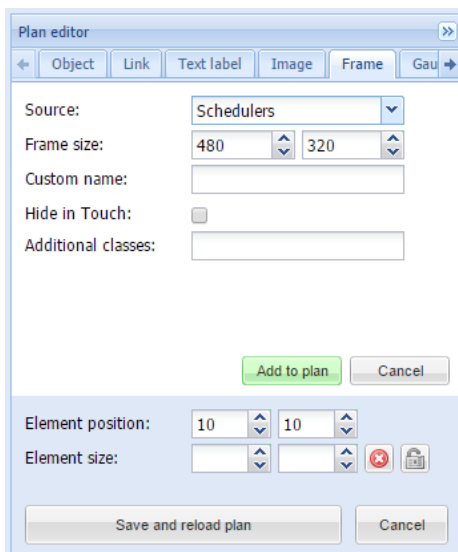 Plan editor
Object Link Text label Image Frame Gau
Source: Schedulers
Frame size: 480 320
Custom name:
Hide in Touch:
Additional classes:
Add to plan Cancel
Element position: 10 10
Element size:
Save and reload plan Cancel